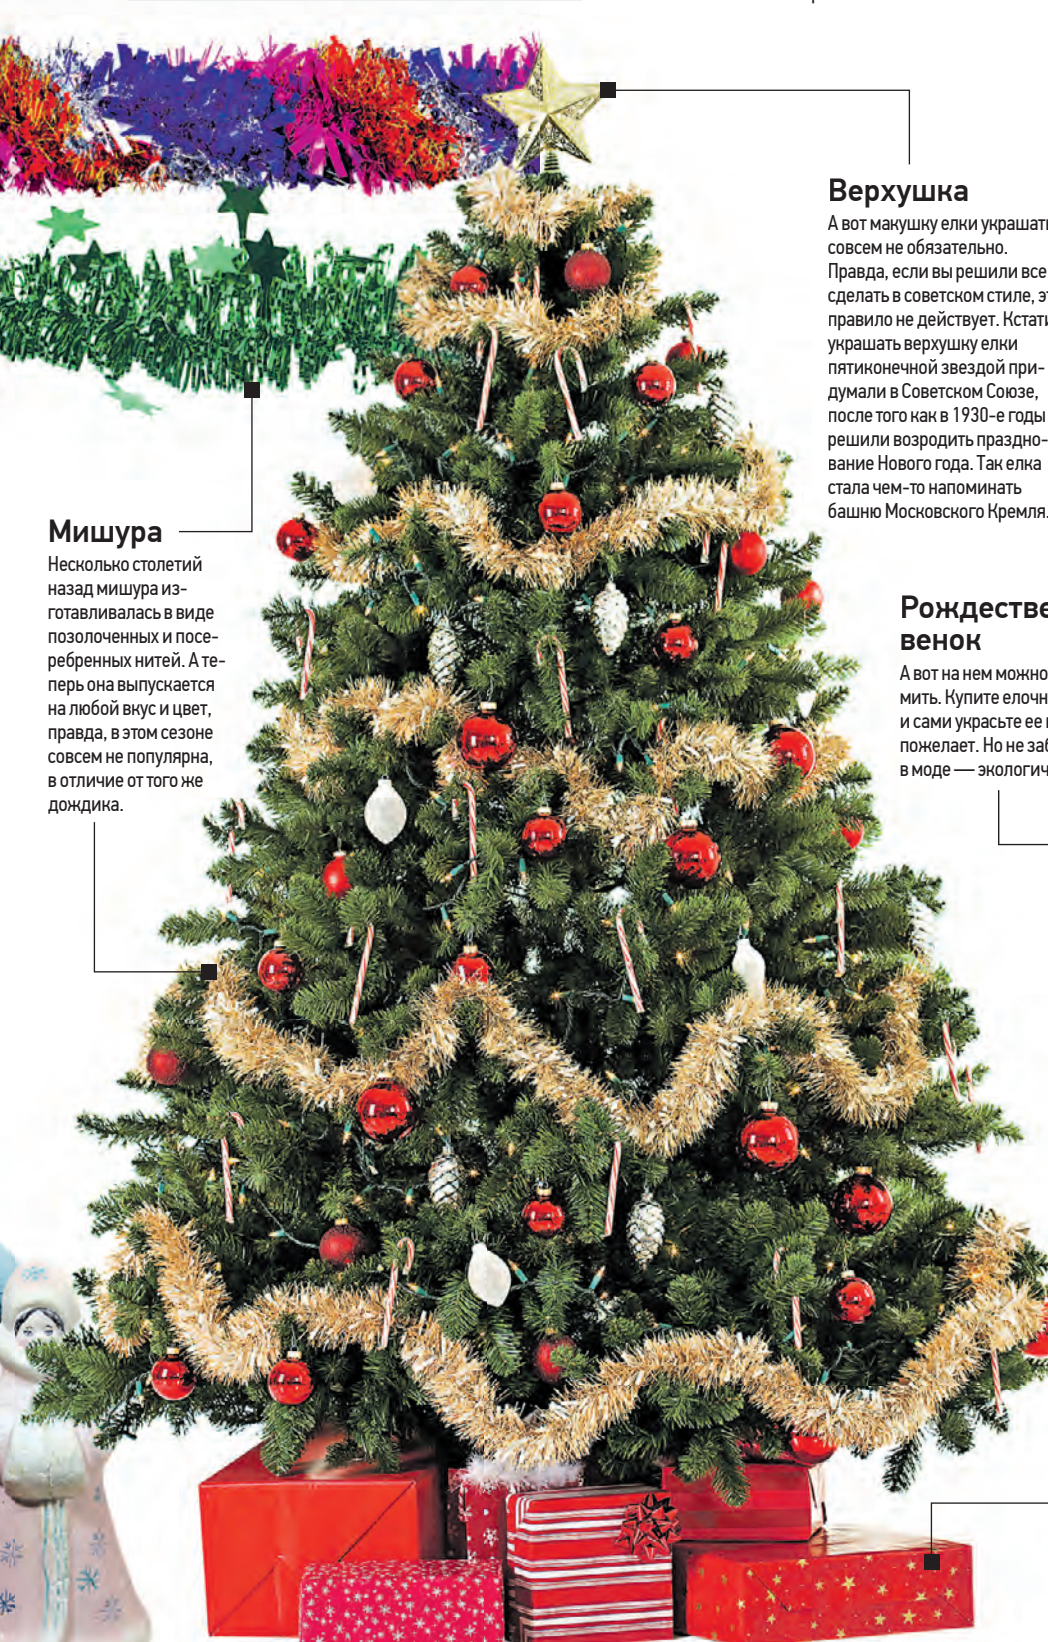 Верхушка
А вот макушку елки украшать
совсем не обязательно.
Правда, если вы решили все
сделать в советском стиле, эт
правило не действует. Кстати
украшать верхушку елки
пятиконечной звездой при-
думали в Советском Союзе,
после того как в 1930-е годы
решили возродить праздно-
вание Нового года. Так елка
стала чем-то напоминать
башню Московского Кремля.
Мишура
Несколько столетий
назад мишура из-
готавливалась в виде
позолоченных и посе-
ребренных нитей. А те-
перь она выпускается
на любой вкус и цвет,
правда, в этом сезоне
совсем не популярна,
в отличие от того же
дождика.
Рождестве
венок
А вот на нем можно
мить. Купите елочн
и сами украсьте ее
пожелает. Но не заб
в моде — экологич